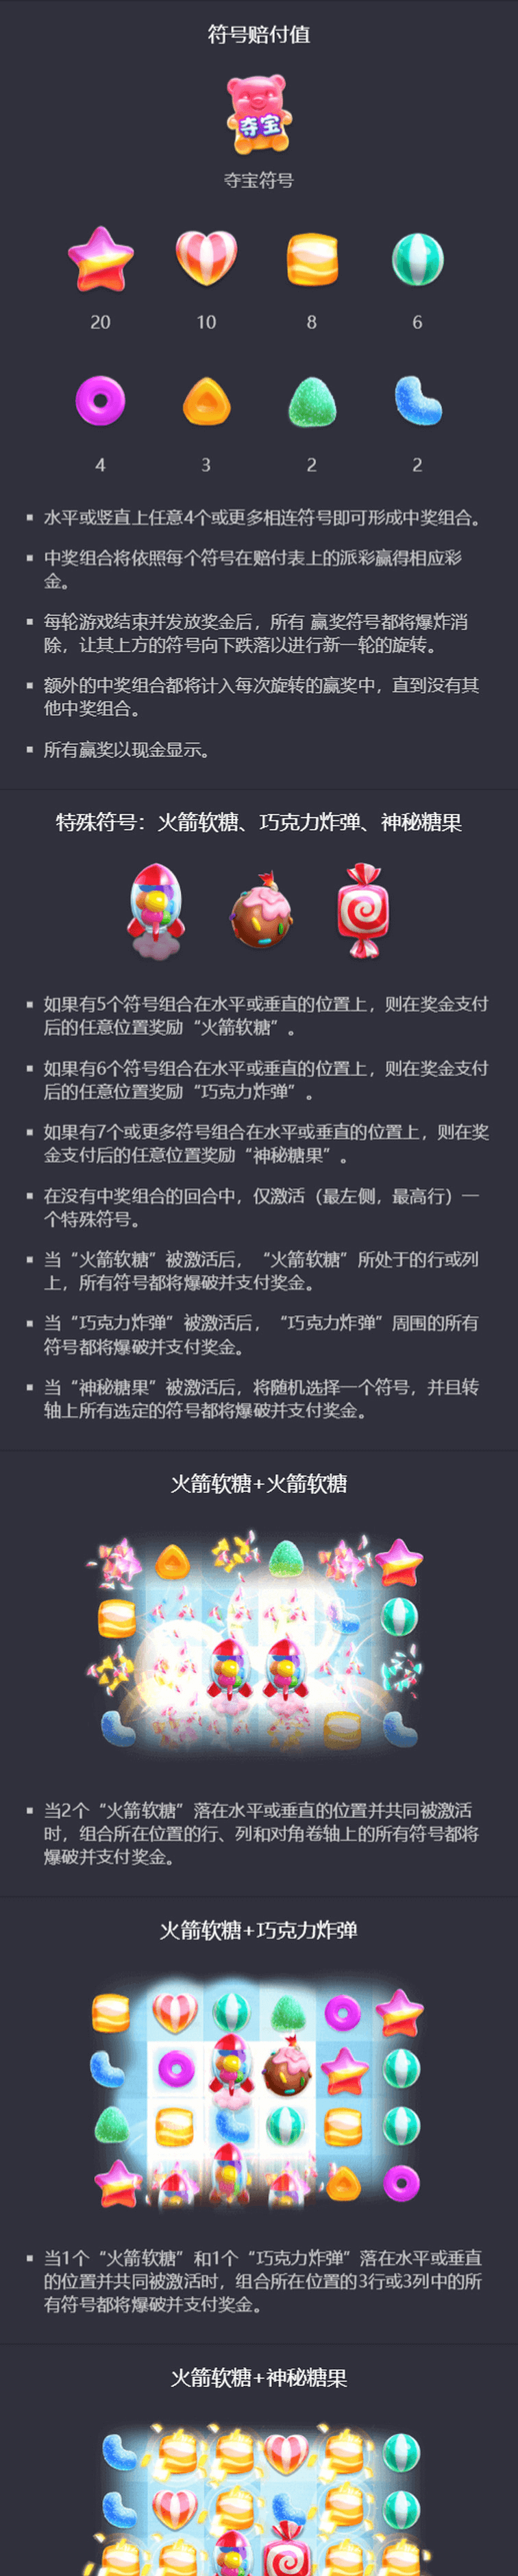 符号赔付值
夺宝
夺宝符号
20 10 8 6
4 3 2 2
▪ 水平或竖直上任意4个或更多相连符号即可形成中奖组合。
▪ 中奖组合将依照每个符号在赔付表上的派彩赢得相应彩
金。
▪ 每轮游戏结束并发放奖金后，所有 赢奖符号都将爆炸消
除，让其上方的符号向下跌落以进行新一轮的旋转。
▪ 额外的中奖组合都将计入每次旋转的赢奖中，直到没有其
他中奖组合。
▪ 所有赢奖以现金显示。
特殊符号：火箭软糖、巧克力炸弹、神秘糖果
▪ 如果有5个符号组合在水平或垂直的位置上，则在奖金支付
后的任意位置奖励“火箭软糖”。
▪ 如果有6个符号组合在水平或垂直的位置上，则在奖金支付
后的任意位置奖励“巧克力炸弹”。
▪ 如果有7个或更多符号组合在水平或垂直的位置上，则在奖
金支付后的任意位置奖励“神秘糖果”。
▪ 在没有中奖组合的回合中，仅激活（最左侧，最高行）一
个特殊符号。
▪ 当“火箭软糖”被激活后，“火箭软糖”所处于的行或列
上，所有符号都将爆破并支付奖金。
▪ 当“巧克力炸弹”被激活后，“巧克力炸弹”周围的所有
符号都将爆破并支付奖金。
▪ 当“神秘糖果”被激活后，将随机选择一个符号，并且转
轴上所有选定的符号都将爆破并支付奖金。
火箭软糖+火箭软糖
▪ 当2个“火箭软糖”落在水平或垂直的位置并共同被激活
时，组合所在位置的行、列和对角卷轴上的所有符号都将
爆破并支付奖金。
火箭软糖+巧克力炸弹
▪ 当1个“火箭软糖”和1个“巧克力炸弹”落在水平或垂直
的位置并共同被激活时，组合所在位置的3行或3列中的所
有符号都将爆破并支付奖金。
火箭软糖+神秘糖果